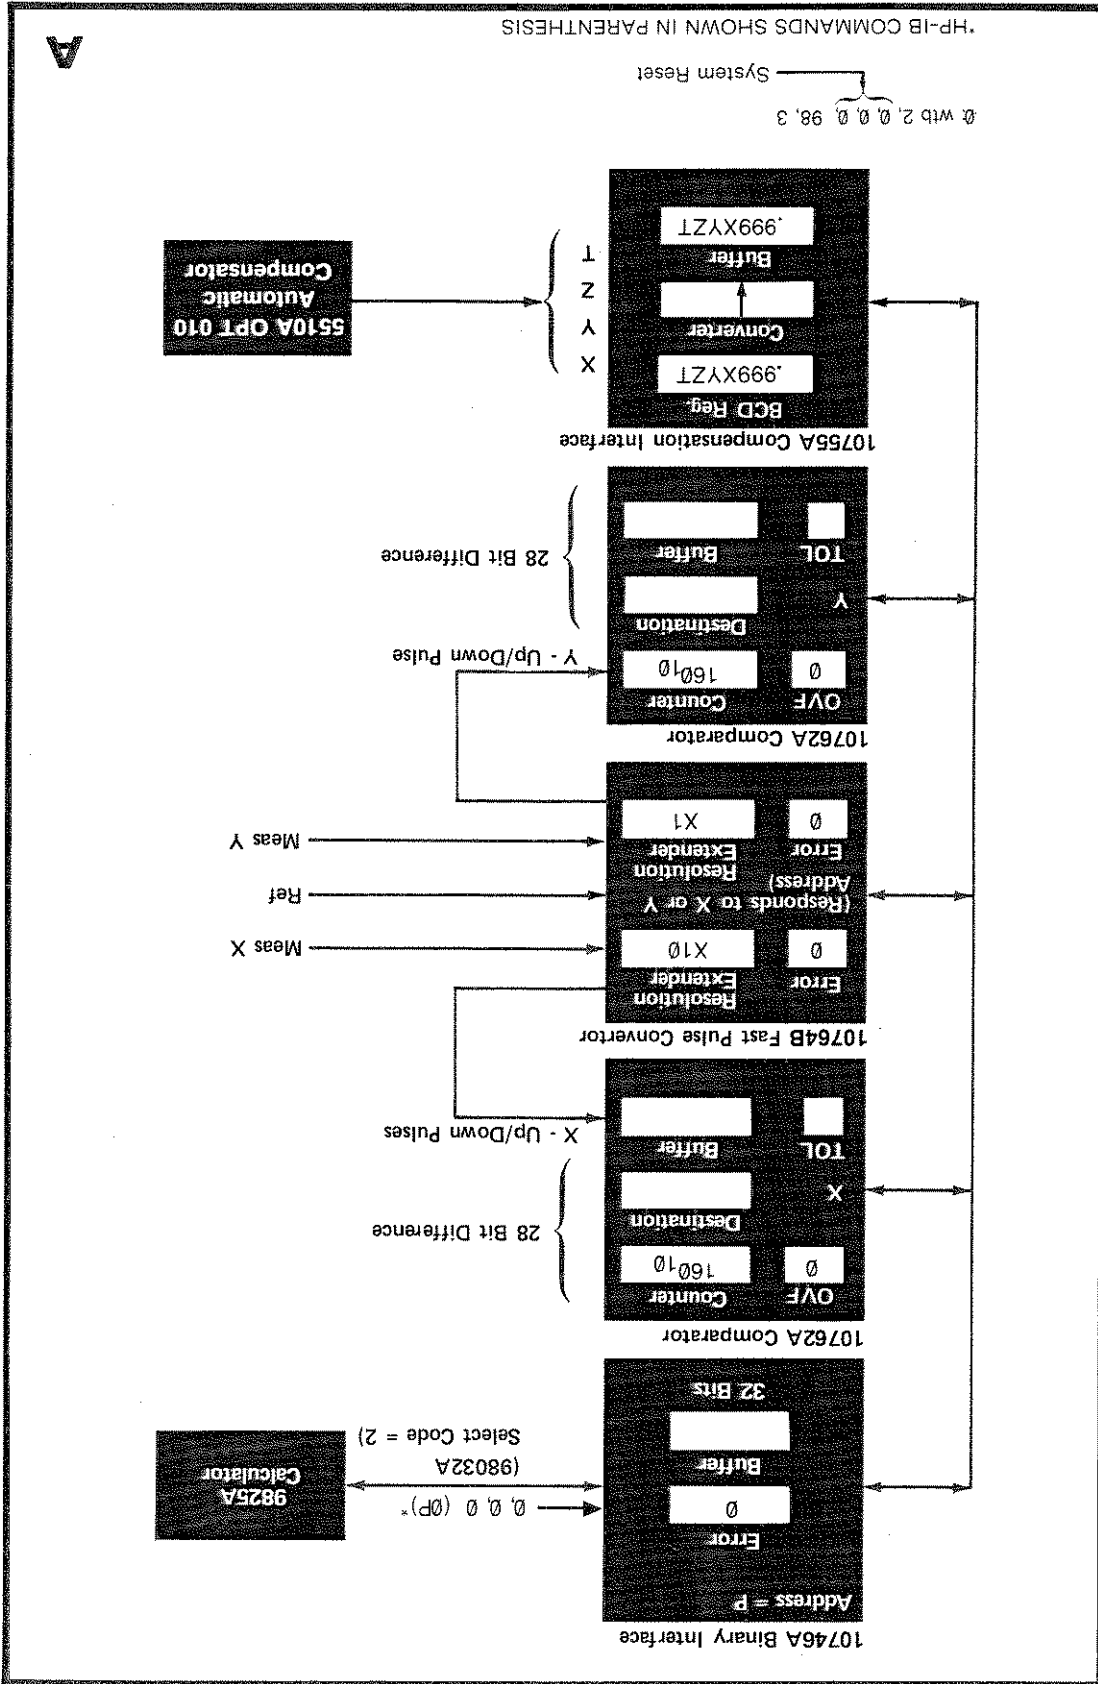 10746A Binary Interface
Address = P
Error
Ø
Buffer
32 Bits
0, 0, 0 (ØP)*
(98032A
Select Code = 2)
9825A
Calculator
10762A Comparator
OVF
Ø
Counter
160₁₀
Destination
X
TOL
Buffer
28 Bit Difference
X - Up/Down Pulses
10764B Fast Pulse Convertor
Error
Ø
Resolution
Extender
X10
(Responds to X or Y
Address)
Error
Ø
Resolution
Extender
X1
Meas X
Ref
Meas Y
10762A Comparator
OVF
Ø
Counter
160₁₀
Y - Up/Down Pulse
Destination
Y
TOL
Buffer
28 Bit Difference
10755A Compensation Interface
BCD Reg.
.999XYZT
Converter
Buffer
.999XYZT
X
Y
Z
T
5510A OPT 010
Automatic
Compensator
Ø: wtb 2, Ø, Ø, Ø, 98, 3
System Reset
*HP-IB COMMANDS SHOWN IN PARENTHESIS
A